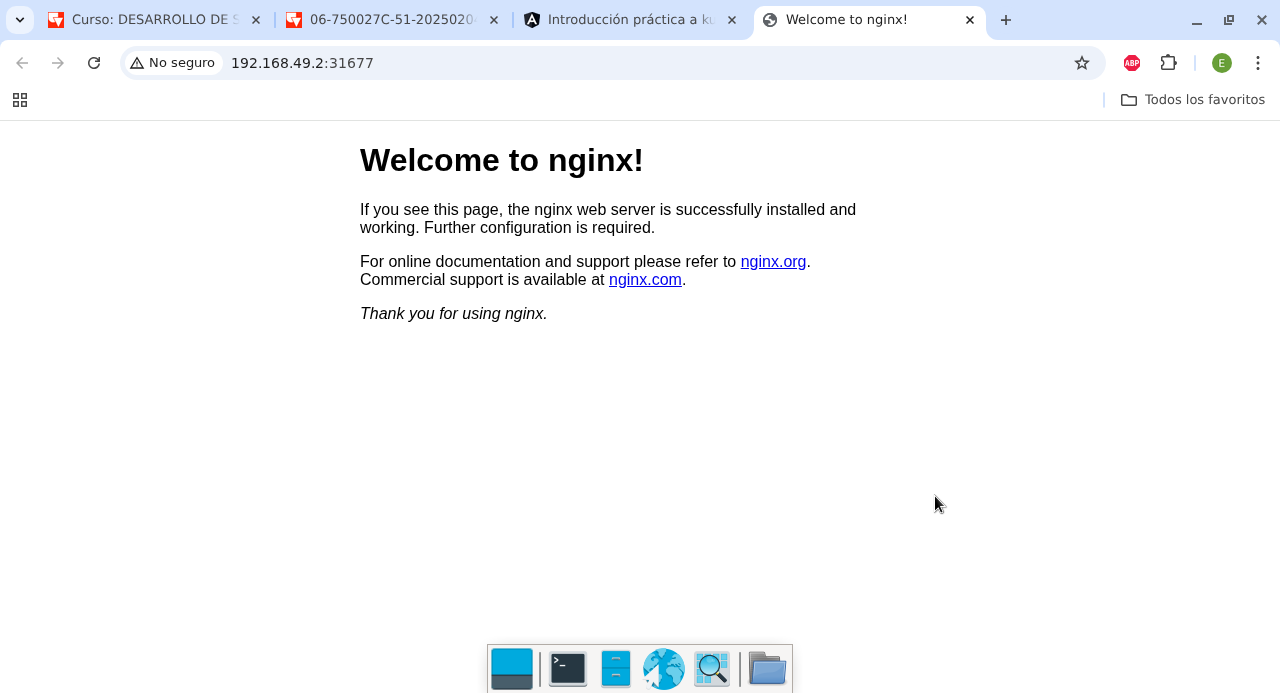 Curso: DESARROLLO DE S
06-750027C-51-20250204
Introducción práctica a ku
Welcome to nginx!
No seguro
192.168.49.2:31677
ABP
E
Todos los favoritos
Welcome to nginx!
If you see this page, the nginx web server is successfully installed and
working. Further configuration is required.
For online documentation and support please refer to nginx.org.
Commercial support is available at nginx.com.
Thank you for using nginx.